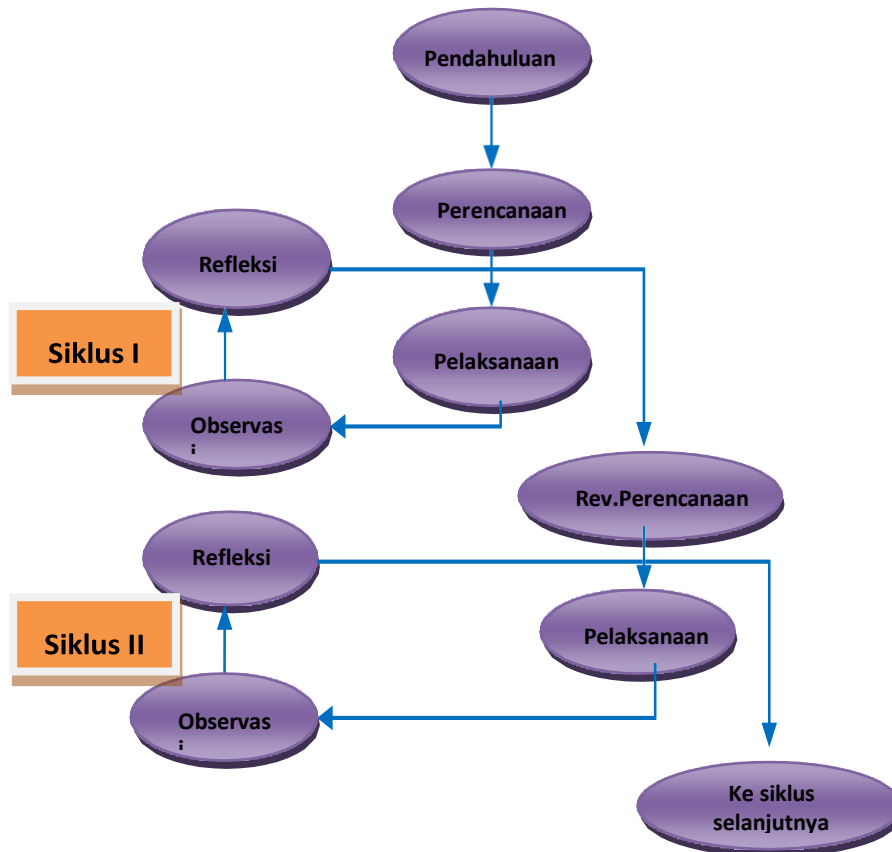 Pendahuluan
Perencanaan
Refleksi
Siklus I
Pelaksanaan
Observas
i
Rev.Perencanaan
Refleksi
Siklus II
Pelaksanaan
Observas
i
Ke siklus
selanjutnya